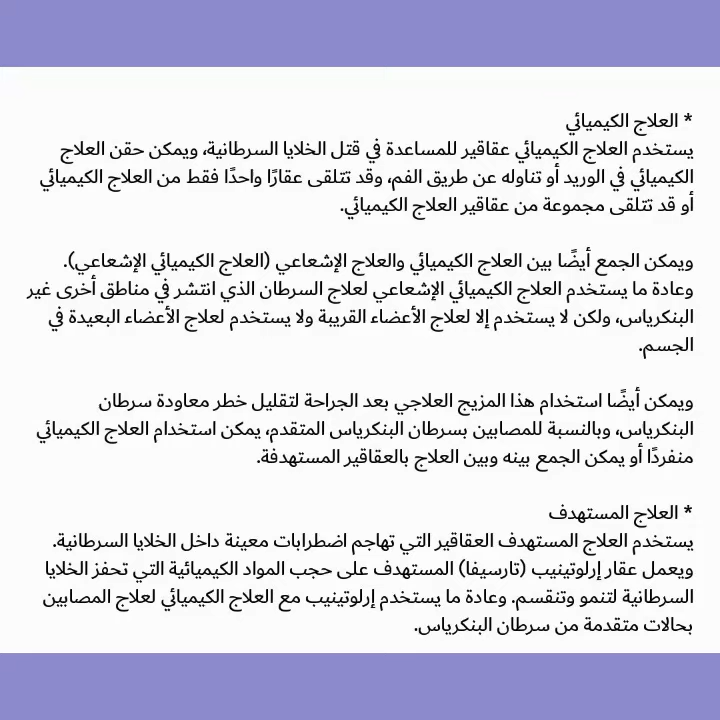 * العلاج الكيميائي
يستخدم العلاج الكيميائي عقاقير للمساعدة في قتل الخلايا السرطانية، ويمكن حقن العلاج
الكيميائي في الوريد أو تناوله عن طريق الفم، وقد تتلقى عقارًا واحدًا فقط من العلاج الكيميائي
أو قد تتلقى مجموعة من عقاقير العلاج الكيميائي.
ويمكن الجمع أيضًا بين العلاج الكيميائي والعلاج الإشعاعي (العلاج الكيميائي الإشعاعي).
وعادة ما يستخدم العلاج الكيميائي الإشعاعي لعلاج السرطان الذي انتشر في مناطق أخرى غير
البنكرياس، ولكن لا يستخدم إلا لعلاج الأعضاء القريبة ولا يستخدم لعلاج الأعضاء البعيدة في
الجسم.
ويمكن أيضًا استخدام هذا المزيج العلاجي بعد الجراحة لتقليل خطر معاودة سرطان
البنكرياس، وبالنسبة للمصابين بسرطان البنكرياس المتقدم، يمكن استخدام العلاج الكيميائي
منفردًا أو يمكن الجمع بينه وبين العلاج بالعقاقير المستهدفة.
* العلاج المستهدف
يستخدم العلاج المستهدف العقاقير التي تهاجم اضطرابات معينة داخل الخلايا السرطانية.
ويعمل عقار إرلوتينيب (تارسيفا) المستهدف على حجب المواد الكيميائية التي تحفز الخلايا
السرطانية لتنمو وتنقسم. وعادة ما يستخدم إرلوتينيب مع العلاج الكيميائي لعلاج المصابين
بحالات متقدمة من سرطان البنكرياس.